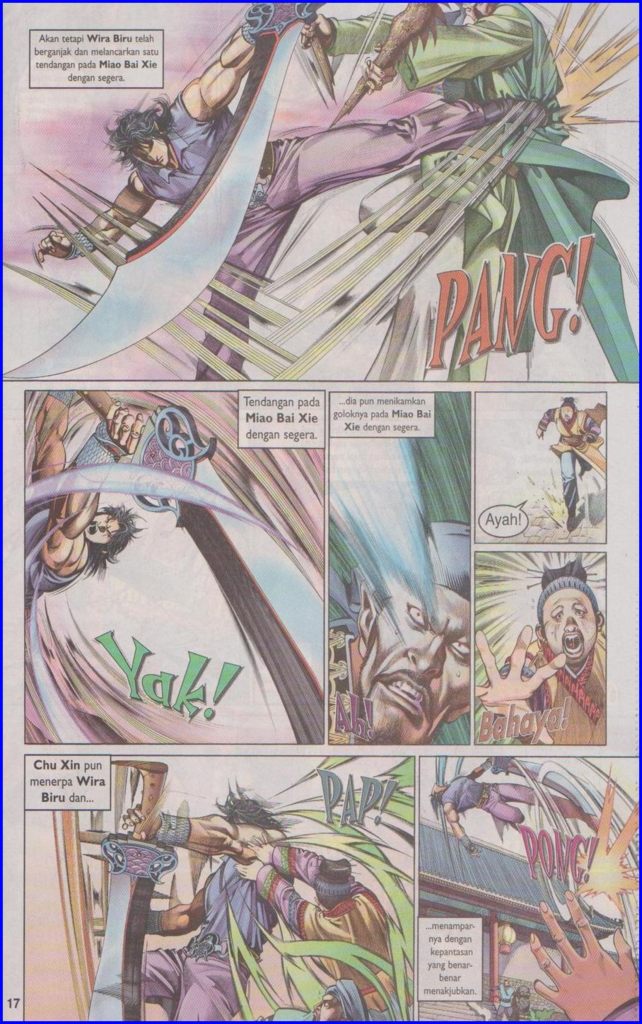 Akan tetapi Wira Biru telah
berganjak dan melancarkan satu
tendangan pada Miao Bai Xie
dengan segera.
PANG!
Tendangan pada
Miao Bai Xie
dengan segera.
Yak!
...dia pun menikamkan
goloknya pada Miao Bai
Xie dengan segera.
Ah!
Ayah!
Bahaya!
Chu Xin pun
menerpa Wira
Biru dan...
PAP!
PONG!
...menampar-
nya dengan
kepantasan
yang benar-
benar
menakjubkan.
17